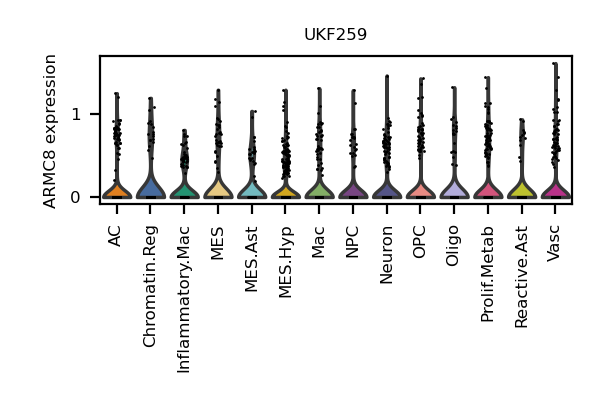 UKF259
ARMC8 expression
1
0
AC
Chromatin.Reg
Inflammatory.Mac
MES
MES.Ast
MES.Hyp
Mac
NPC
Neuron
OPC
Oligo
Prolif.Metab
Reactive.Ast
Vasc